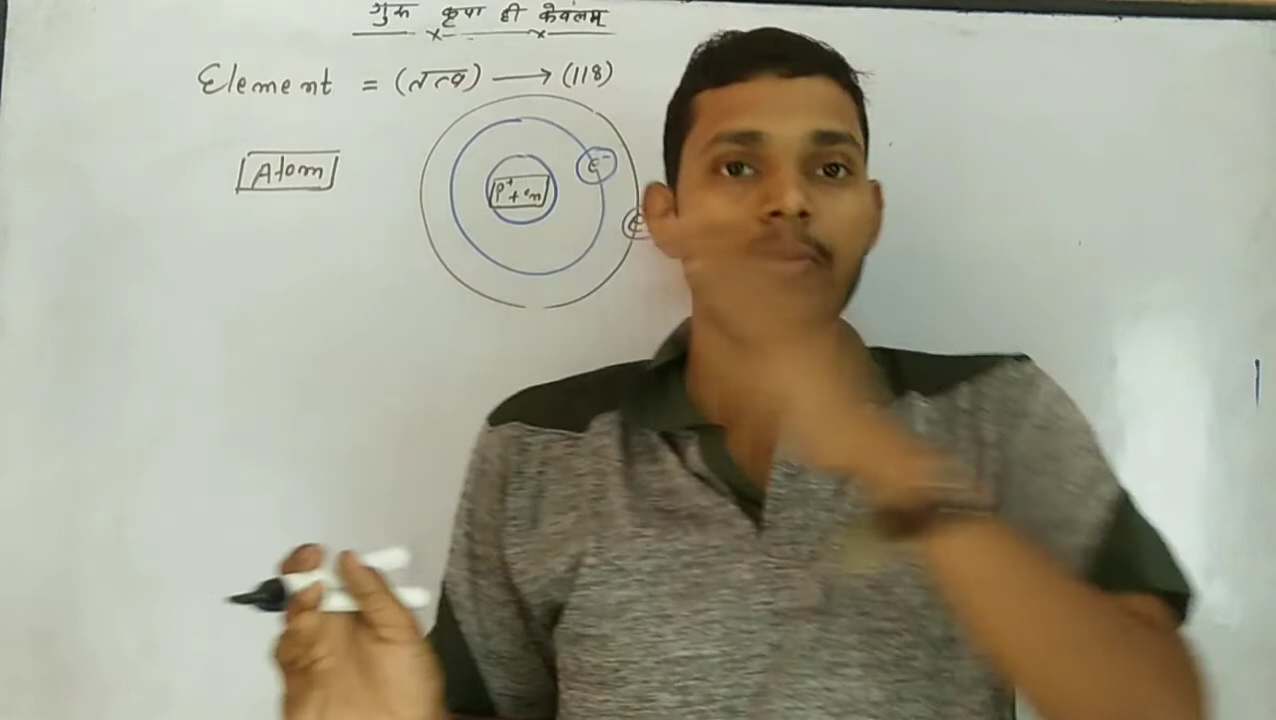 गुरू कृपा ही केवलम्
Element = (तत्व) → (118)
Atom
P⁺ + °n
e⁻
e